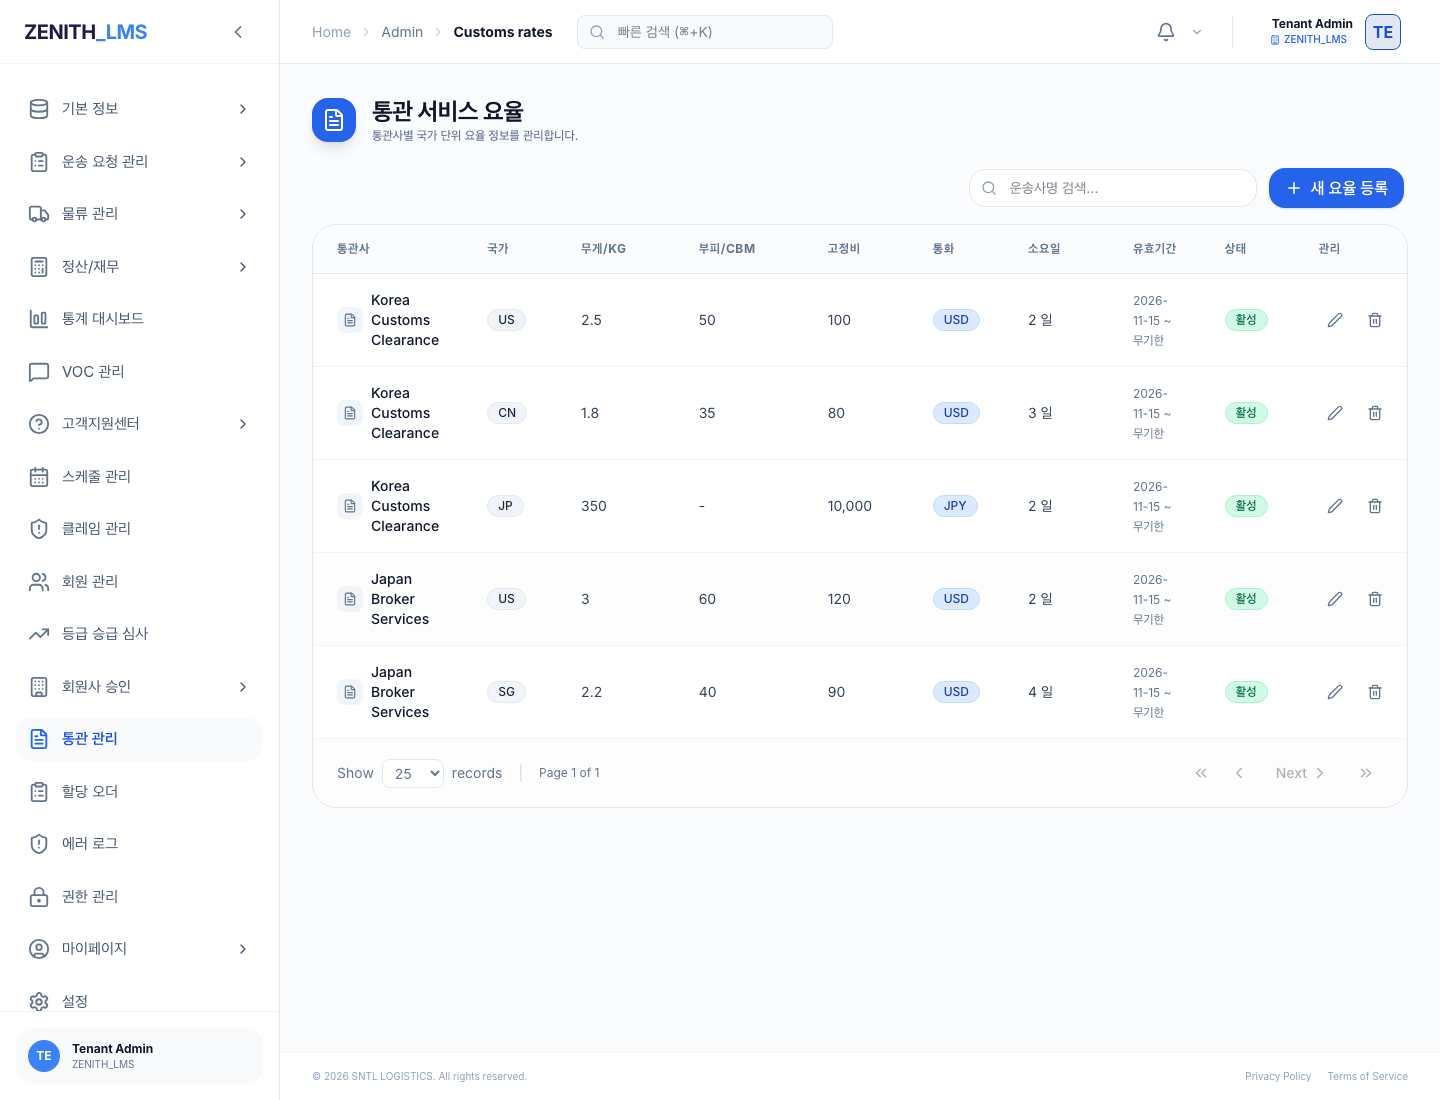 ZENITH_LMS
Home
Admin
Customs rates
빠른 검색 (⌘+K)
Tenant Admin
ZENITH_LMS
TE
기본 정보
운송 요청 관리
물류 관리
정산/재무
통계 대시보드
VOC 관리
고객지원센터
스케줄 관리
클레임 관리
회원 관리
등급 승급 심사
회원사 승인
통관 관리
할당 오더
에러 로그
권한 관리
마이페이지
설정
TE
Tenant Admin
ZENITH_LMS
통관 서비스 요율
통관사별 국가 단위 요율 정보를 관리합니다.
운송사명 검색...
새 요율 등록
통관사 국가 무게/KG 부피/CBM 고정비 통화 소요일 유효기간 상태 관리
Korea
Customs
Clearance
US 2.5 50 100 USD 2 일
2026-
11-15 ~
무기한
활성
Korea
Customs
Clearance
CN 1.8 35 80 USD 3 일
2026-
11-15 ~
무기한
활성
Korea
Customs
Clearance
JP 350 - 10,000 JPY 2 일
2026-
11-15 ~
무기한
활성
Japan
Broker
Services
US 3 60 120 USD 2 일
2026-
11-15 ~
무기한
활성
Japan
Broker
Services
SG 2.2 40 90 USD 4 일
2026-
11-15 ~
무기한
활성
Show 25 records Page 1 of 1
Next
© 2026 SNTL LOGISTICS. All rights reserved.
Privacy Policy Terms of Service